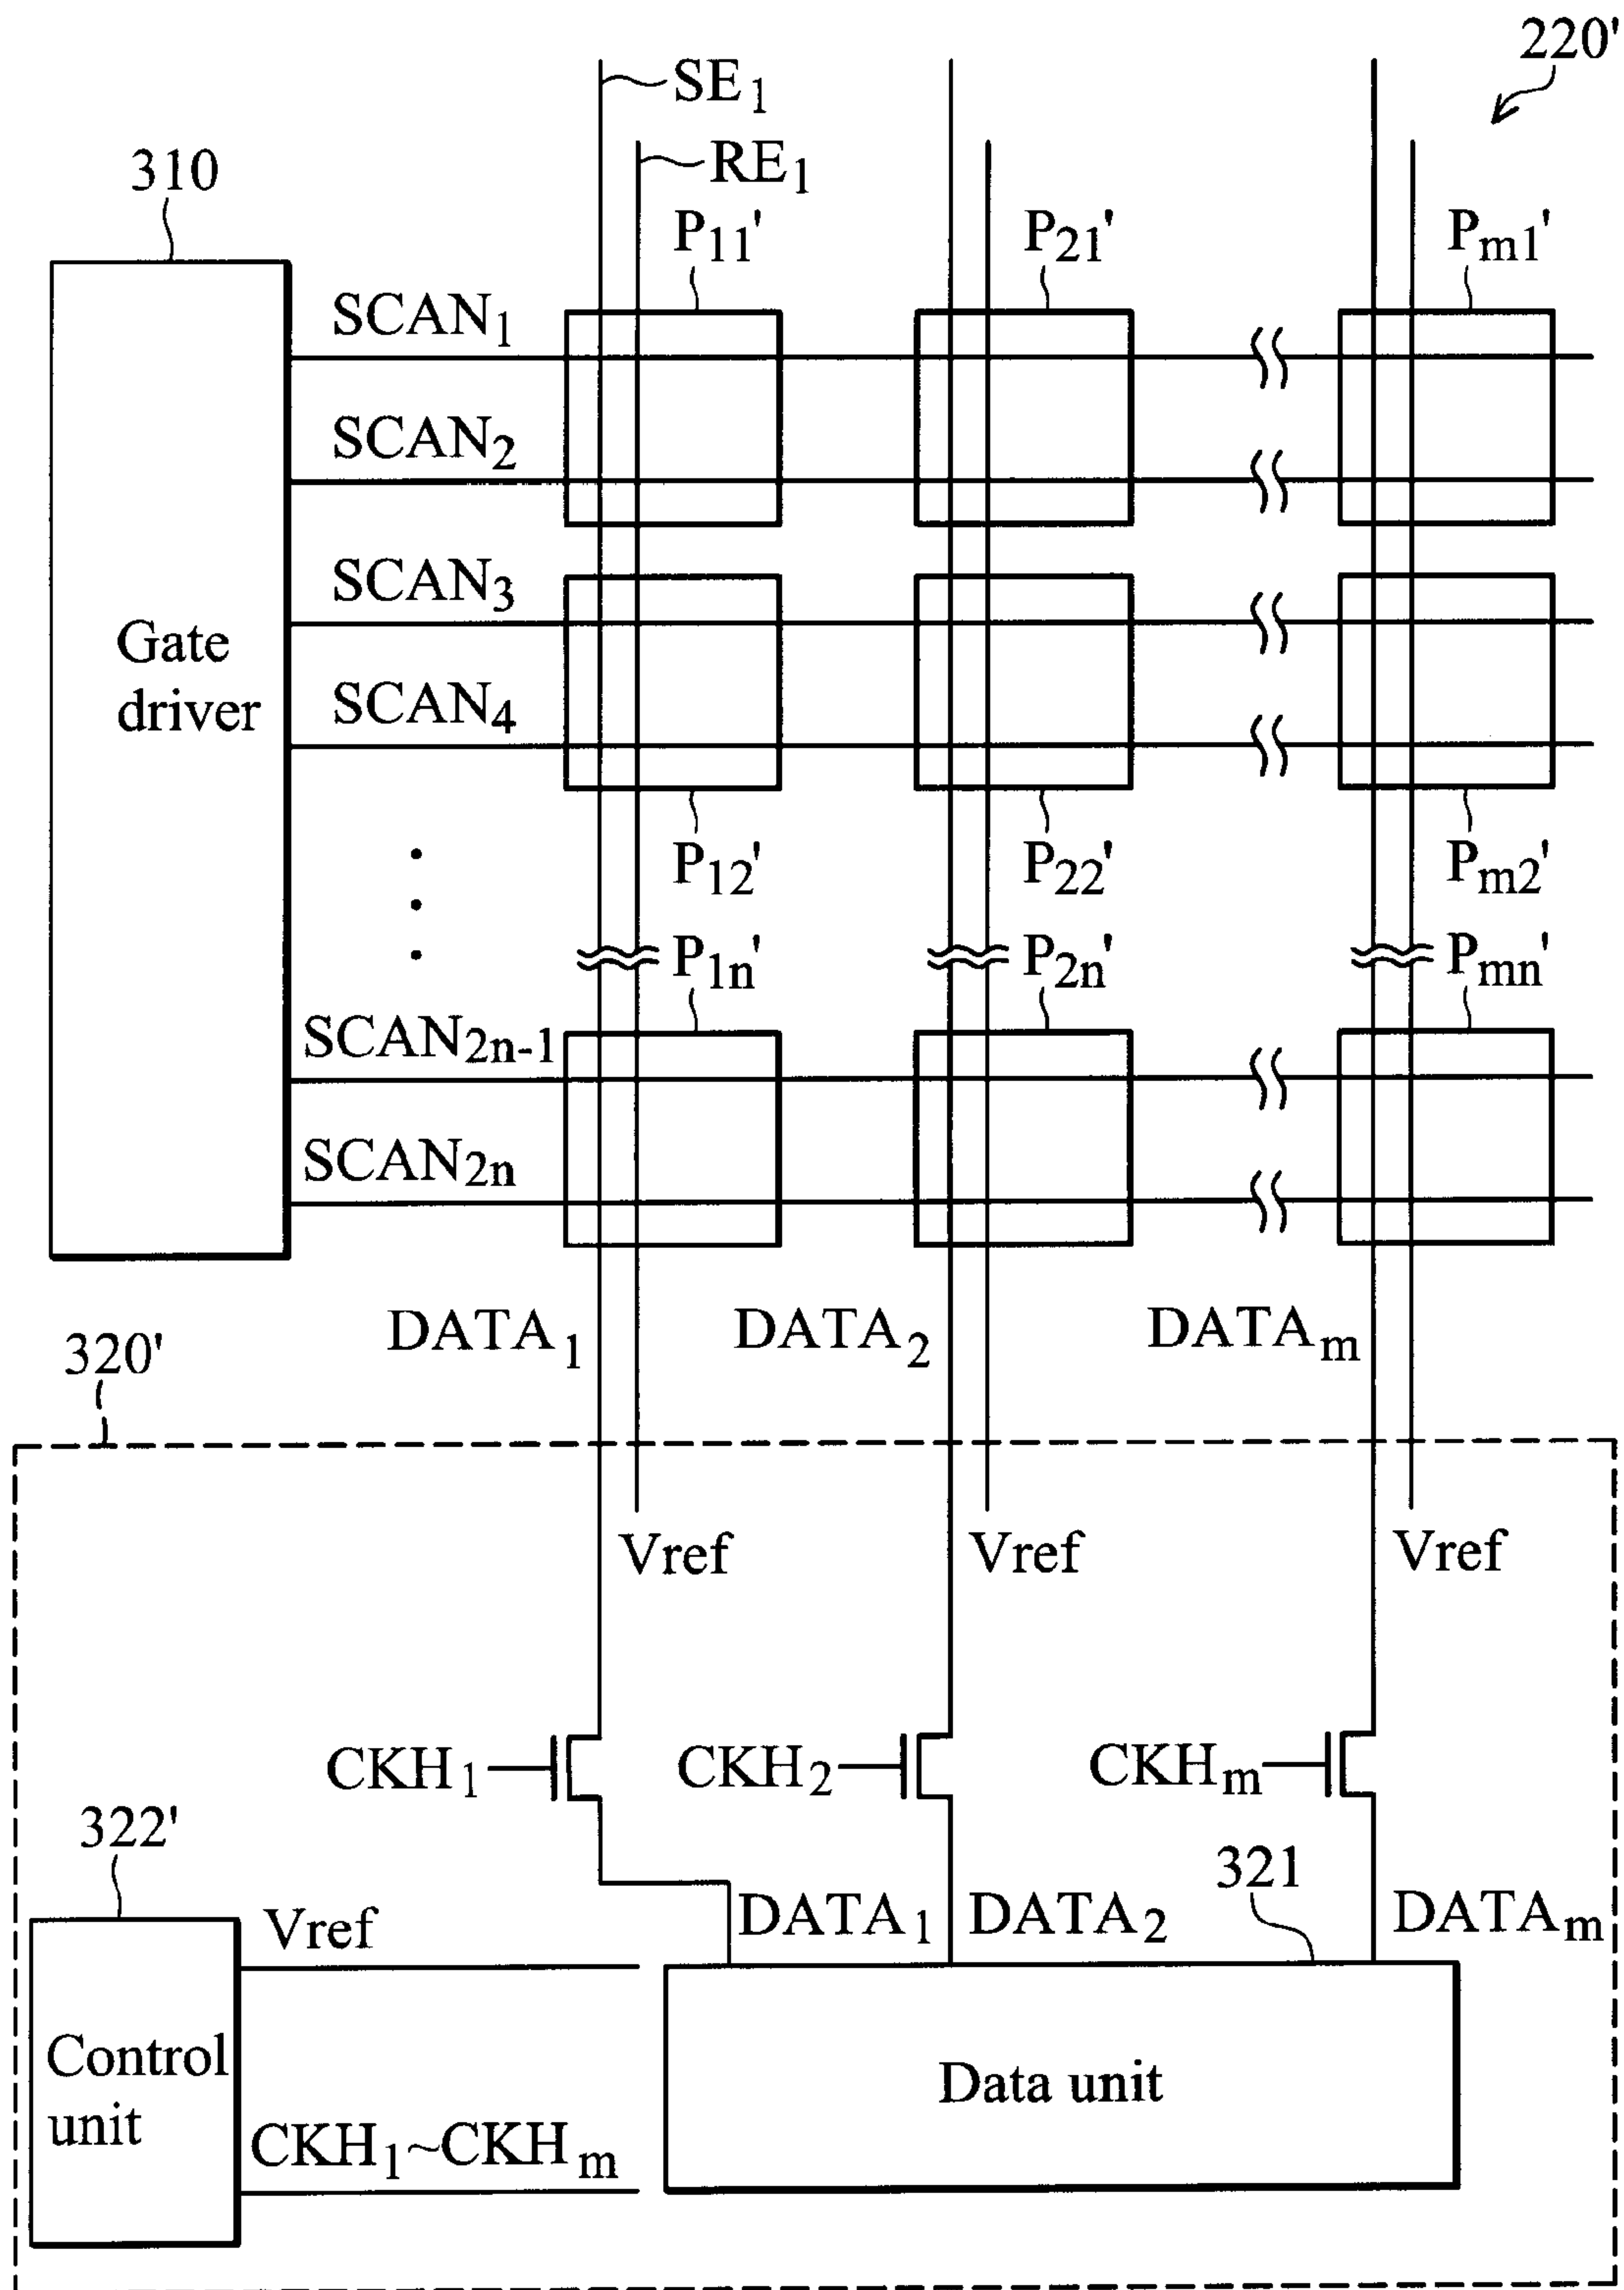 220'
SE1
RE1
310
P11' P21' Pm1'
SCAN1
SCAN2
SCAN3
Gate
driver
SCAN4
P12' P22' Pm2'
P1n' P2n' Pmn'
SCAN2n-1
SCAN2n
DATA1 DATA2 DATAm
320'
Vref Vref Vref
CKH1 CKH2 CKHm
322'
321
Vref DATA1 DATA2 DATAm
Control
unit
Data unit
CKH1~CKHm